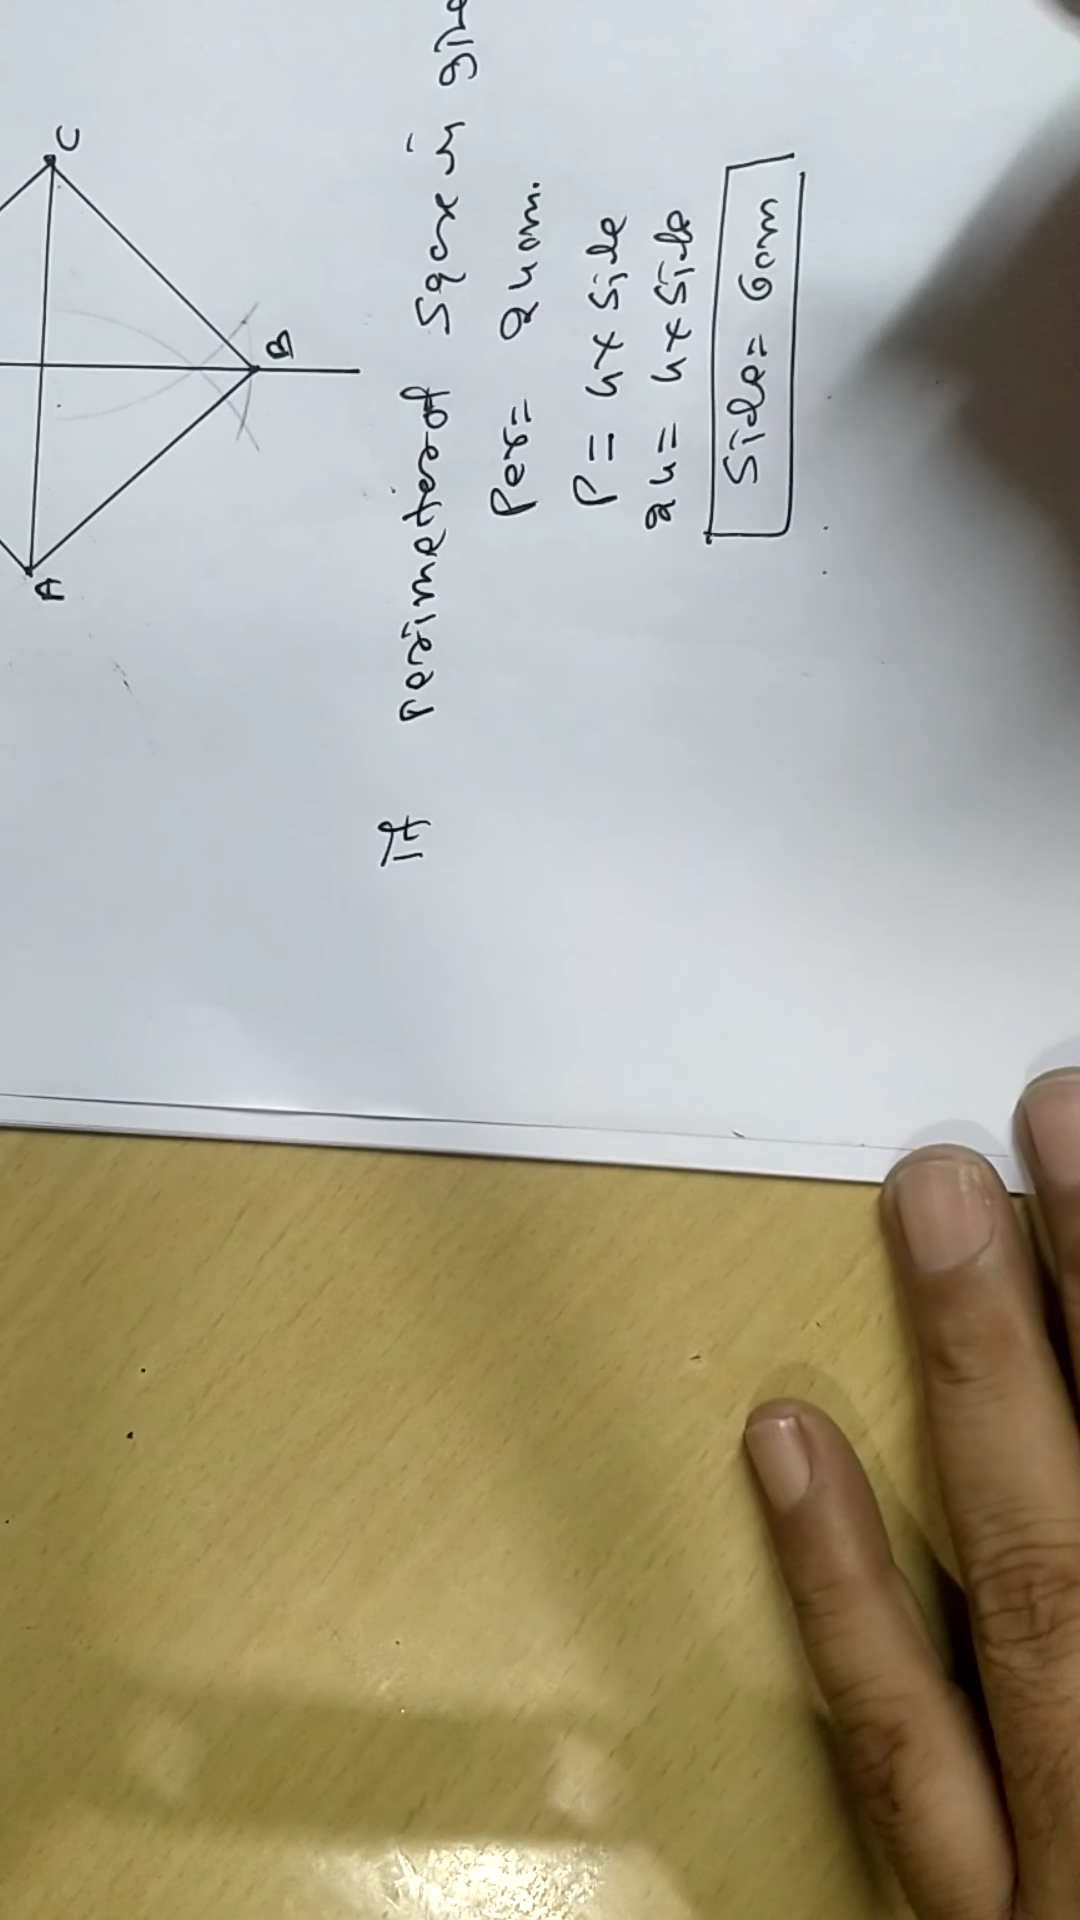 C
B
A
If perimeter of Square is give
Per = 24cm.
P = 4 x Side
24 = 4 x Side
Side = 6cm